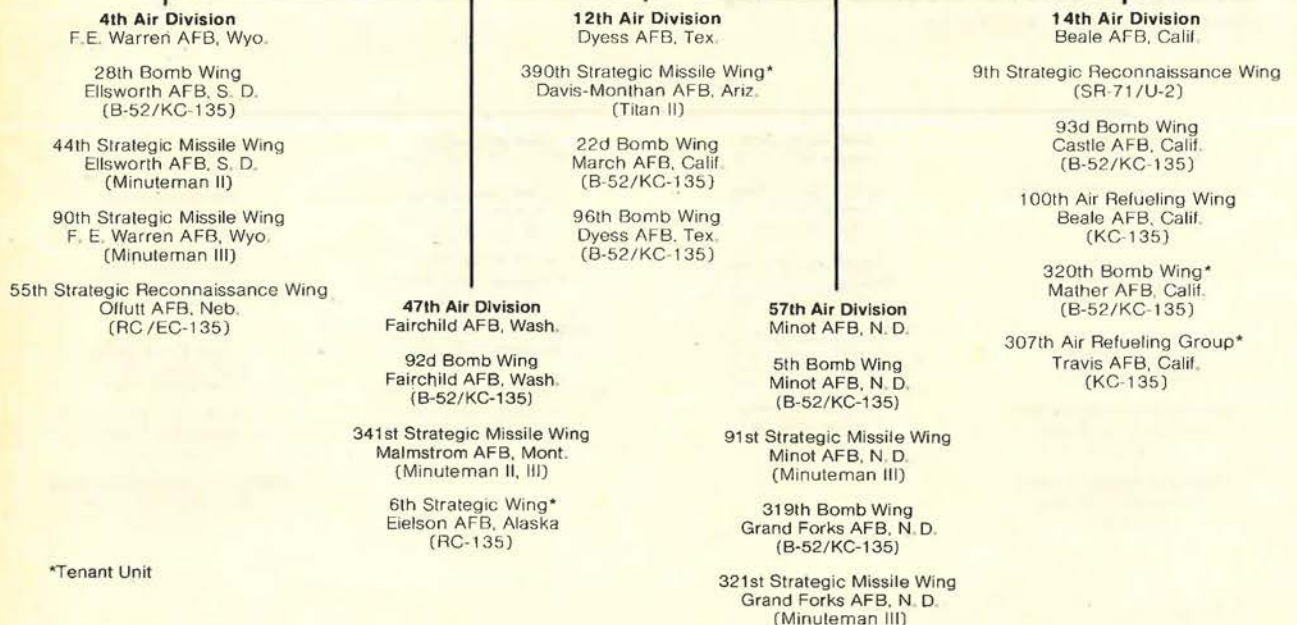 4th Air Division
F.E. Warren AFB, Wyo.
28th Bomb Wing
Ellsworth AFB, S. D.
(B-52/KC-135)
44th Strategic Missile Wing
Ellsworth AFB, S. D.
(Minuteman II)
90th Strategic Missile Wing
F. E. Warren AFB, Wyo.
(Minuteman III)
55th Strategic Reconnaissance Wing
Offutt AFB, Neb.
(RC/EC-135)
47th Air Division
Fairchild AFB, Wash.
92d Bomb Wing
Fairchild AFB, Wash.
(B-52/KC-135)
341st Strategic Missile Wing
Malmstrom AFB, Mont.
(Minuteman II, III)
6th Strategic Wing*
Eielson AFB, Alaska
(RC-135)
12th Air Division
Dyess AFB, Tex.
390th Strategic Missile Wing*
Davis-Monthan AFB, Ariz.
(Titan II)
22d Bomb Wing
March AFB, Calif.
(B-52/KC-135)
96th Bomb Wing
Dyess AFB, Tex.
(B-52/KC-135)
57th Air Division
Minot AFB, N. D.
5th Bomb Wing
Minot AFB, N. D.
(B-52/KC-135)
91st Strategic Missile Wing
Minot AFB, N. D.
(Minuteman III)
319th Bomb Wing
Grand Forks AFB, N. D.
(B-52/KC-135)
321st Strategic Missile Wing
Grand Forks AFB, N. D.
(Minuteman III)
14th Air Division
Beale AFB, Calif.
9th Strategic Reconnaissance Wing
(SR-71/U-2)
93d Bomb Wing
Castle AFB, Calif.
(B-52/KC-135)
100th Air Refueling Wing
Beale AFB, Calif.
(KC-135)
320th Bomb Wing*
Mather AFB, Calif.
(B-52/KC-135)
307th Air Refueling Group*
Travis AFB, Calif.
(KC-135)
*Tenant Unit